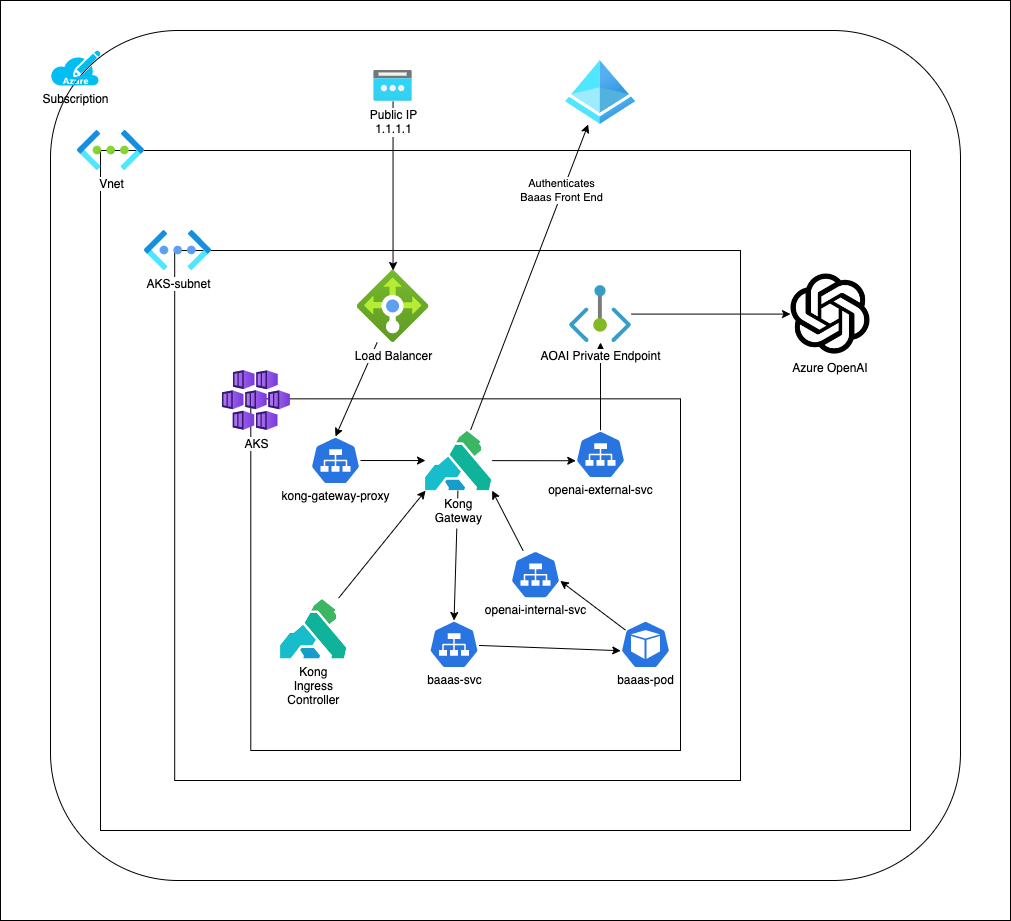 Azure
Subscription
Public IP
1.1.1.1
Vnet
Authenticates
Baaas Front End
AKS-subnet
Load Balancer
AOAI Private Endpoint
Azure OpenAI
AKS
kong-gateway-proxy
Kong
Gateway
openai-external-svc
openai-internal-svc
Kong
Ingress
Controller
baaas-svc
baaas-pod